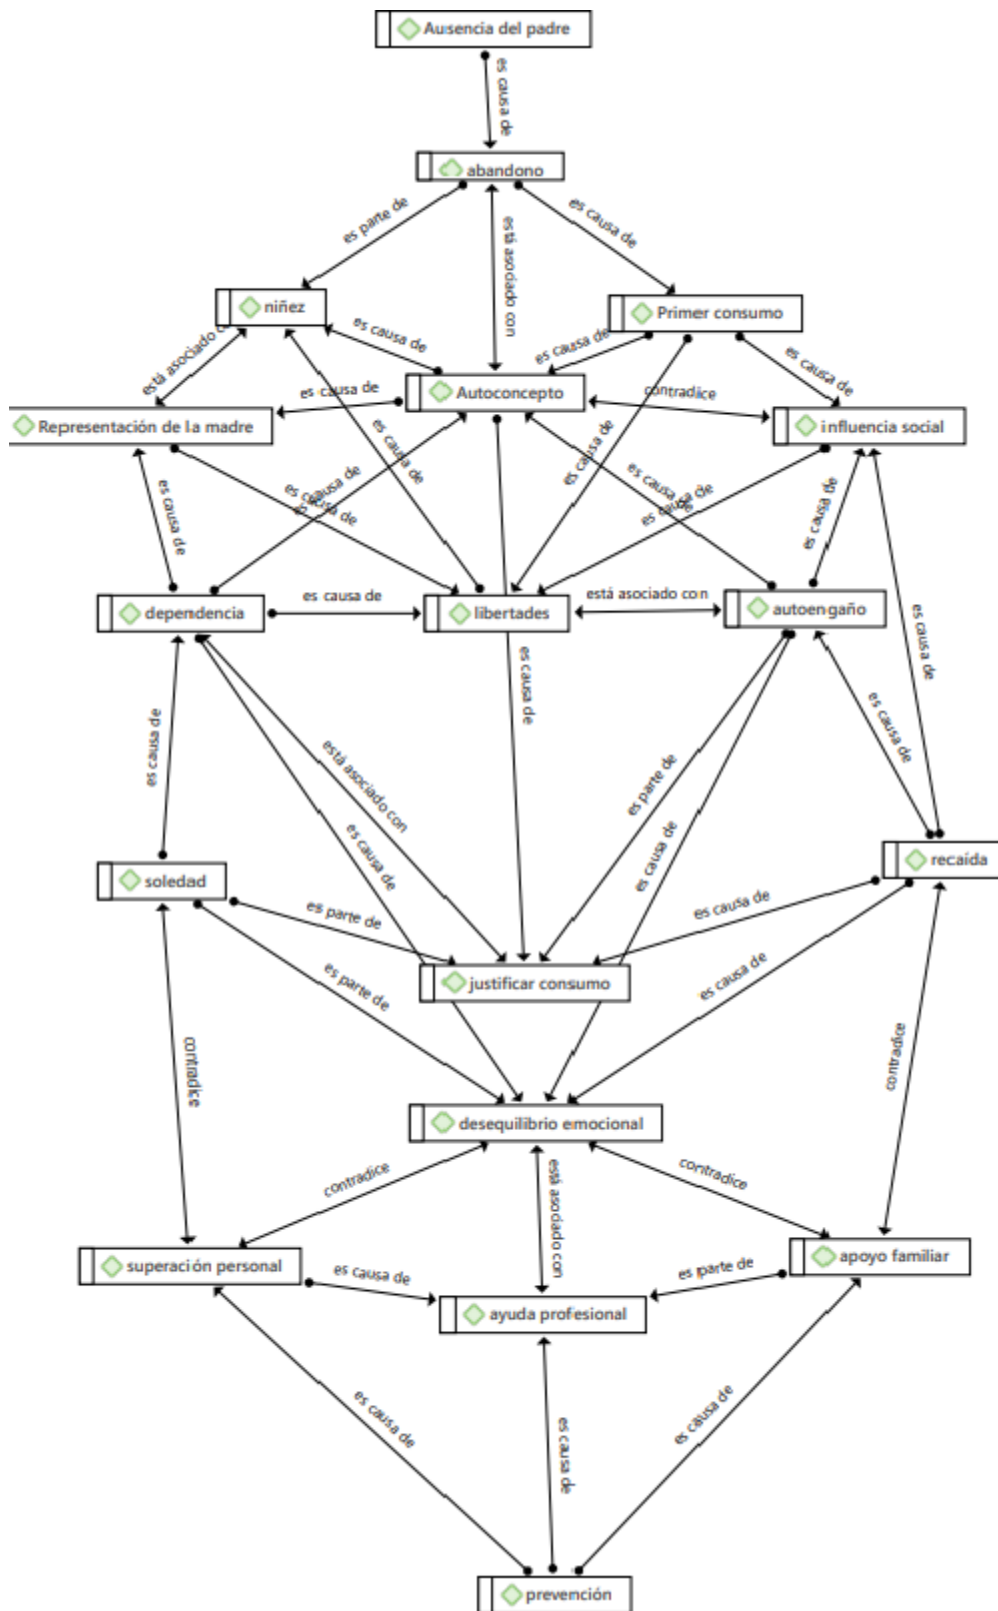 Ausencia del padre
es causa de
abandono
es parte de
está asociado con
es causa de
niñez
Primer consumo
está asociado c
es causa de
es causa de
es causa de
Autoconcepto
es causa de
contradice
Representación de la madre
influencia social
es causa de
es causa de
es causa de
es causa de
es causa de
es causa de
es causa de
es causa de
es causa de
dependencia
es causa de
libertades
está asociado con
autoengaño
es causa de
es causa de
es causa de
es causa de
está asociado con
es parte de
es causa de
es causa de
soledad
recaída
es parte de
es causa de
es parte de
justificar consumo
es causa de
contradice
contradice
desequilibrio emocional
contradice
está asociado con
contradice
superación personal
apoyo familiar
es causa de
es parte de
ayuda profesional
es causa de
es causa de
es causa de
prevención